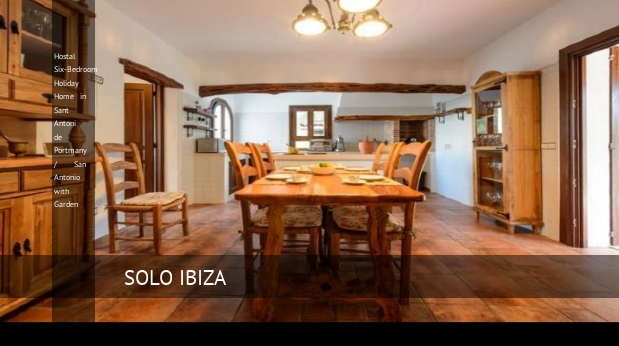 Hostal
Six-Bedroom
Holiday
Home in
Sant
Antoni
de
Portmany
/ San
Antonio
with
Garden
SOLO IBIZA